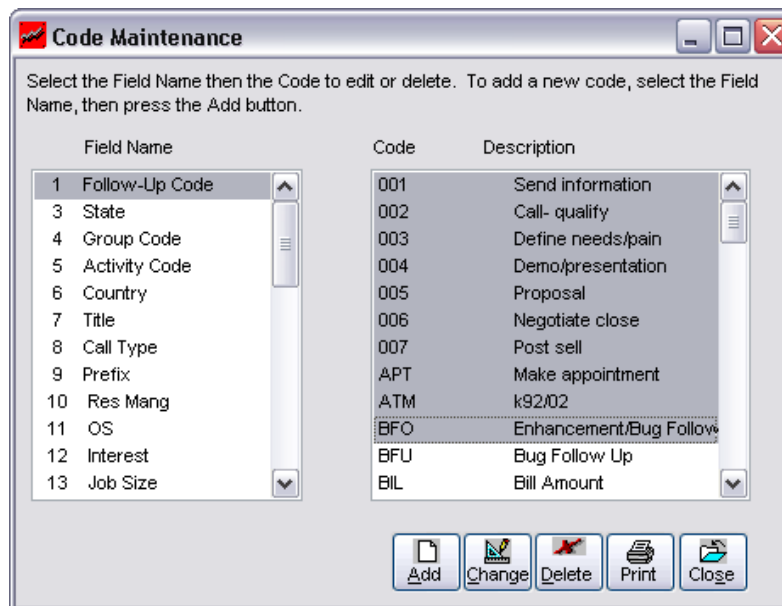 Code Maintenance
Select the Field Name then the Code to edit or delete. To add a new code, select the Field
Name, then press the Add button.
Field Name
Code Description
1 Follow-Up Code
3 State
4 Group Code
5 Activity Code
6 Country
7 Title
8 Call Type
9 Prefix
10 Res Mang
11 OS
12 Interest
13 Job Size
001 Send information
002 Call- qualify
003 Define needs/pain
004 Demo/presentation
005 Proposal
006 Negotiate close
007 Post sell
APT Make appointment
ATM k92/02
BFO Enhancement/Bug Follow
BFU Bug Follow Up
BIL Bill Amount
Add Change Delete Print Close